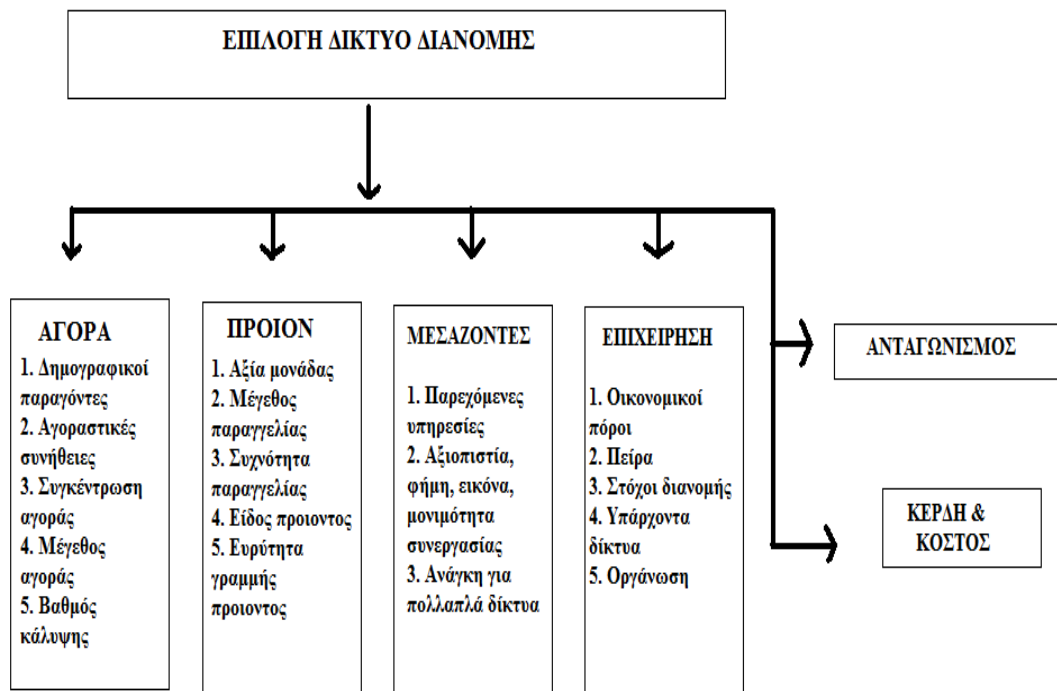 ΕΠΙΛΟΓΗ ΔΙΚΤΥΟ ΔΙΑΝΟΜΗΣ
ΑΓΟΡΑ
1. Δημογραφικοί
παραγόντες
2. Αγοραστικές
συνήθειες
3. Συγκέντρωση
αγοράς
4. Μέγεθος
αγοράς
5. Βαθμός
κάλυψης
ΠΡΟΙΟΝ
1. Αξία μονάδας
2. Μέγεθος
παραγγελίας
3. Συχνότητα
παραγγελίας
4. Είδος προιοντος
5. Ευρύτητα
γραμμής
προιοντος
ΜΕΣΑΖΟΝΤΕΣ
1. Παρεχόμενες
υπηρεσίες
2. Αξιοπιστία,
φήμη, εικόνα,
μονιμότητα
συνεργασίας
3. Ανάγκη για
πολλαπλά δίκτυα
ΕΠΙΧΕΙΡΗΣΗ
1. Οικονομικοί
πόροι
2. Πείρα
3. Στόχοι διανομής
4. Υπάρχοντα
δίκτυα
5. Οργάνωση
ΑΝΤΑΓΩΝΙΣΜΟΣ
ΚΕΡΔΗ &
ΚΟΣΤΟΣ